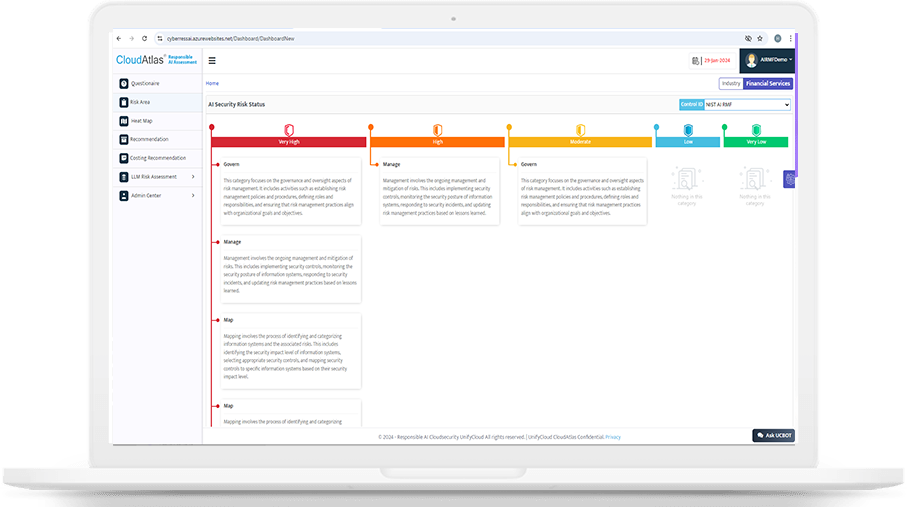 cybernessai.azurewebsites.net/Dashboard/DashboardNew
CloudAtlas® Responsible
AI Assessment
29-Jan-2024
AIRMFDemo
Questionaire
Risk Area
Heat Map
Recommendation
Costing Recommendation
LLM Risk Assessment
Admin Center
Home
Industry Financial Services
AI Security Risk Status
Control ID NIST AI RMF
Very High
High
Moderate
Low
Very Low
Govern
This category focuses on the governance and oversight aspects of
risk management. It includes activities such as establishing risk
management policies and procedures, defining roles and
responsibilities, and ensuring that risk management practices align
with organizational goals and objectives.
Manage
Management involves the ongoing management and mitigation of
risks. This includes implementing security controls, monitoring the
security posture of information systems, responding to security
incidents, and updating risk management practices based on lessons
learned.
Map
Mapping involves the process of identifying and categorizing
information systems and the associated risks. This includes
identifying the security impact level of information systems,
selecting appropriate security controls, and mapping security
controls to specific information systems based on their security
impact level.
Map
Mapping involves the process of identifying and categorizing
Manage
Management involves the ongoing management and
mitigation of risks. This includes implementing security
controls, monitoring the security posture of information
systems, responding to security incidents, and updating
risk management practices based on lessons learned.
Govern
This category focuses on the governance and oversight aspects of
risk management. It includes activities such as establishing risk
management policies and procedures, defining roles and
responsibilities, and ensuring that risk management practices align
with organizational goals and objectives.
Nothing in this
category
Nothing in this
category
© 2024 - Responsible AI Cloudsecurity UnifyCloud All rights reserved. | UnifyCloud CloudAtlas Confidential. Privacy
Ask UCBOT